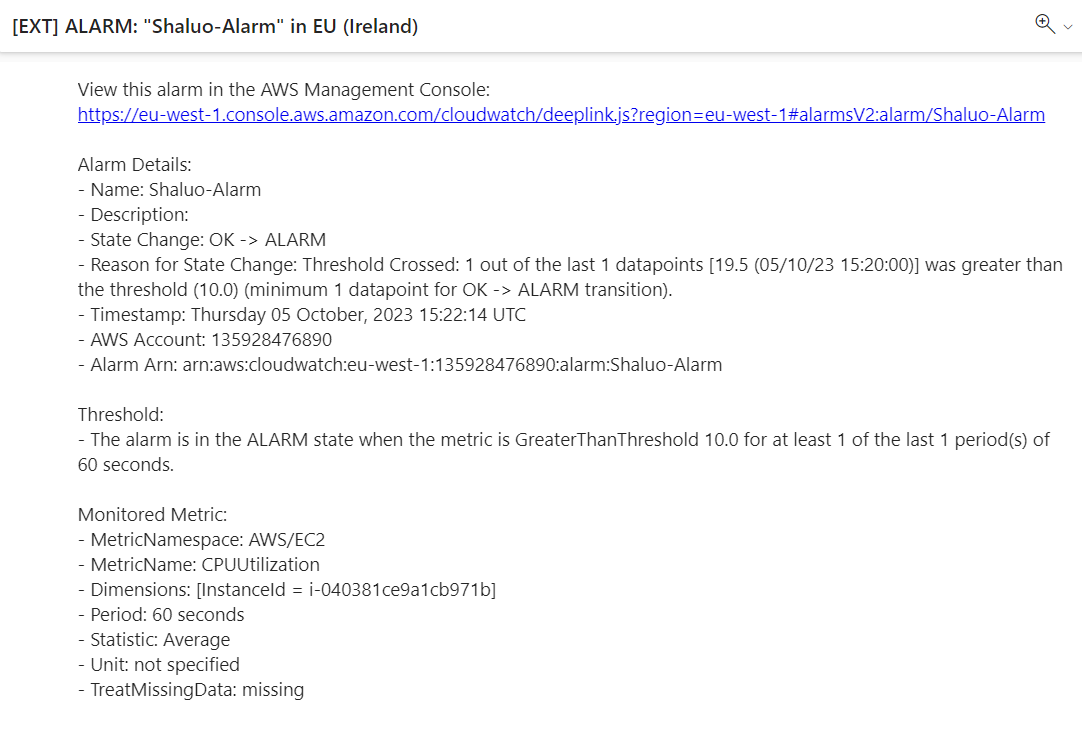 [EXT] ALARM: "Shaluo-Alarm" in EU (Ireland)
View this alarm in the AWS Management Console:
https://eu-west-1.console.aws.amazon.com/cloudwatch/deeplink.js?region=eu-west-1#alarmsV2:alarm/Shaluo-Alarm
Alarm Details:
- Name: Shaluo-Alarm
- Description:
- State Change: OK -> ALARM
- Reason for State Change: Threshold Crossed: 1 out of the last 1 datapoints [19.5 (05/10/23 15:20:00)] was greater than
the threshold (10.0) (minimum 1 datapoint for OK -> ALARM transition).
- Timestamp: Thursday 05 October, 2023 15:22:14 UTC
- AWS Account: 135928476890
- Alarm Arn: arn:aws:cloudwatch:eu-west-1:135928476890:alarm:Shaluo-Alarm
Threshold:
- The alarm is in the ALARM state when the metric is GreaterThanThreshold 10.0 for at least 1 of the last 1 period(s) of
60 seconds.
Monitored Metric:
- MetricNamespace: AWS/EC2
- MetricName: CPUUtilization
- Dimensions: [InstanceId = i-040381ce9a1cb971b]
- Period: 60 seconds
- Statistic: Average
- Unit: not specified
- TreatMissingData: missing